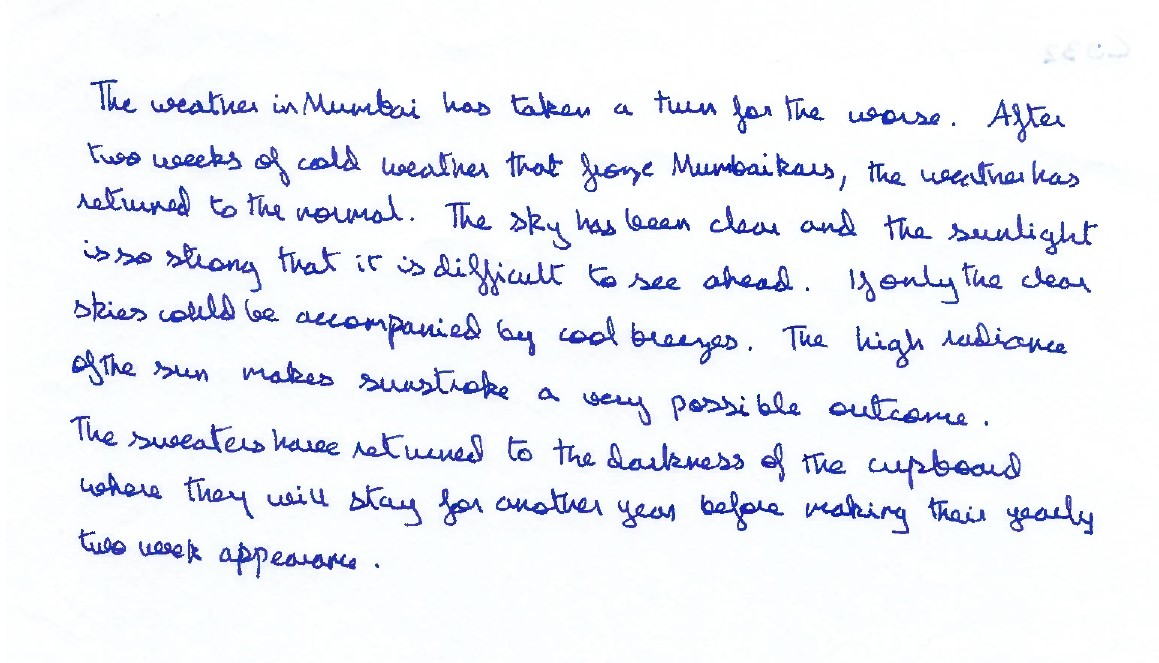 The weather in Mumbai has taken a turn for the worse. After
two weeks of cold weather that froze Mumbaikars, the weather has
returned to the normal. The sky has been clear and the sunlight
is so strong that it is difficult to see ahead. If only the clear
skies could be accompanied by cool breezes. The high radiance
of the sun makes sunstroke a very possible outcome.
The sweaters have returned to the darkness of the cupboard
where they will stay for another year before making their yearly
two week appearance.